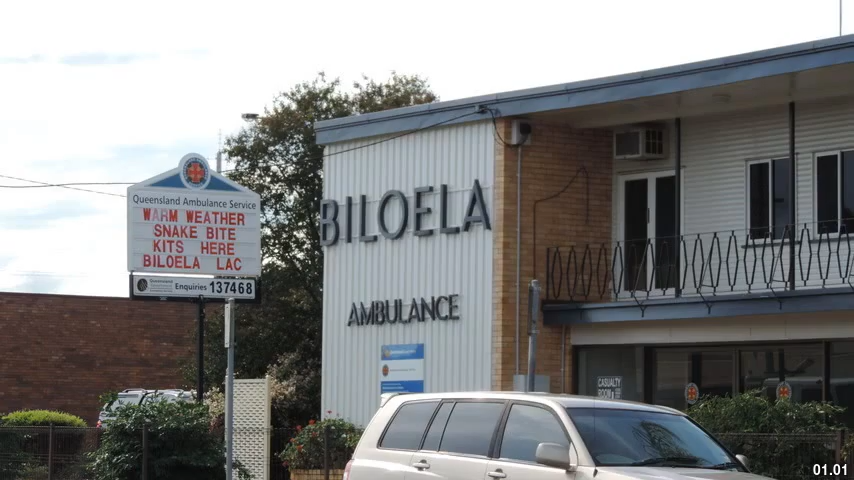 Queensland Ambulance Service
WARM WEATHER
SNAKE BITE
KITS HERE
BILOELA LAC
Enquiries 137468
BILOELA
AMBULANCE
CASUALTY
ROOM
01.01